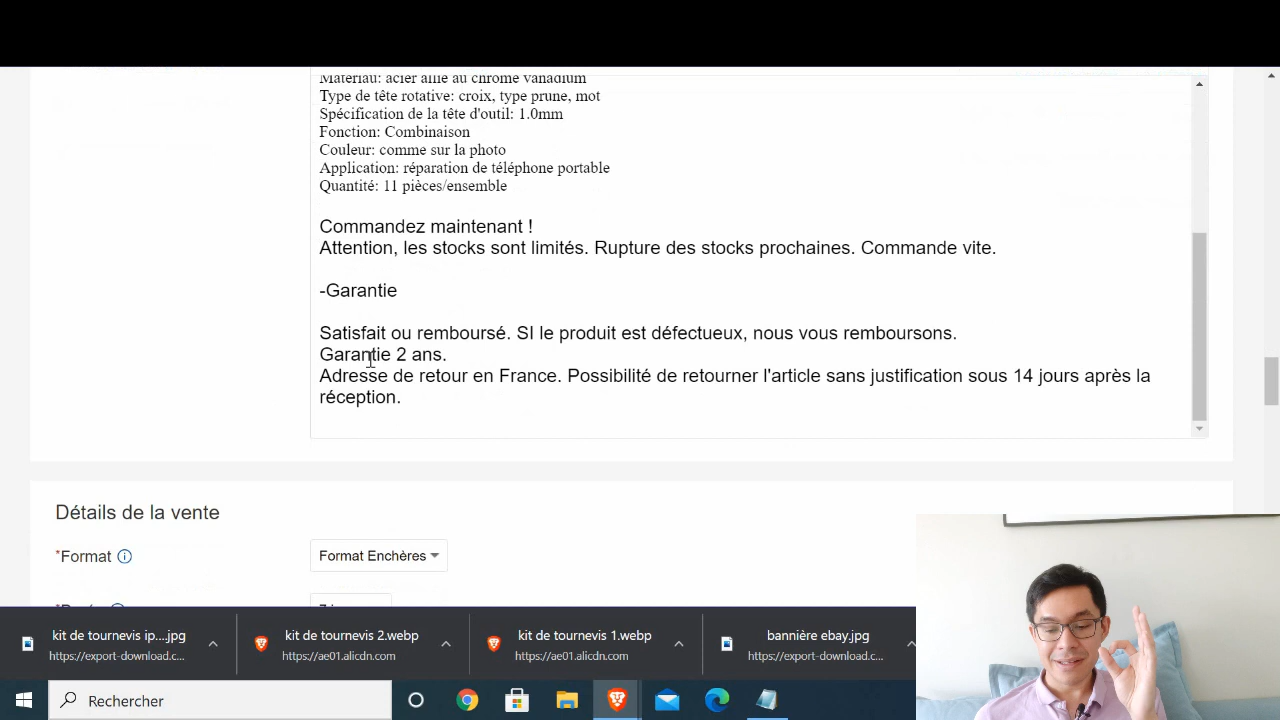 Matériau: acier allié au chrome vanadium
Type de tête rotative: croix, type prune, mot
Spécification de la tête d'outil: 1.0mm
Fonction: Combinaison
Couleur: comme sur la photo
Application: réparation de téléphone portable
Quantité: 11 pièces/ensemble
Commandez maintenant !
Attention, les stocks sont limités. Rupture des stocks prochaines. Commande vite.
-Garantie
Satisfait ou remboursé. SI le produit est défectueux, nous vous remboursons.
Garantie 2 ans.
Adresse de retour en France. Possibilité de retourner l'article sans justification sous 14 jours après la
réception.
Détails de la vente
*Format
Format Enchères
kit de tournevis ip....jpg
https://export-download.c...
kit de tournevis 2.webp
https://ae01.alicdn.com
kit de tournevis 1.webp
https://ae01.alicdn.com
bannière ebay.jpg
https://export-download.c...
Rechercher